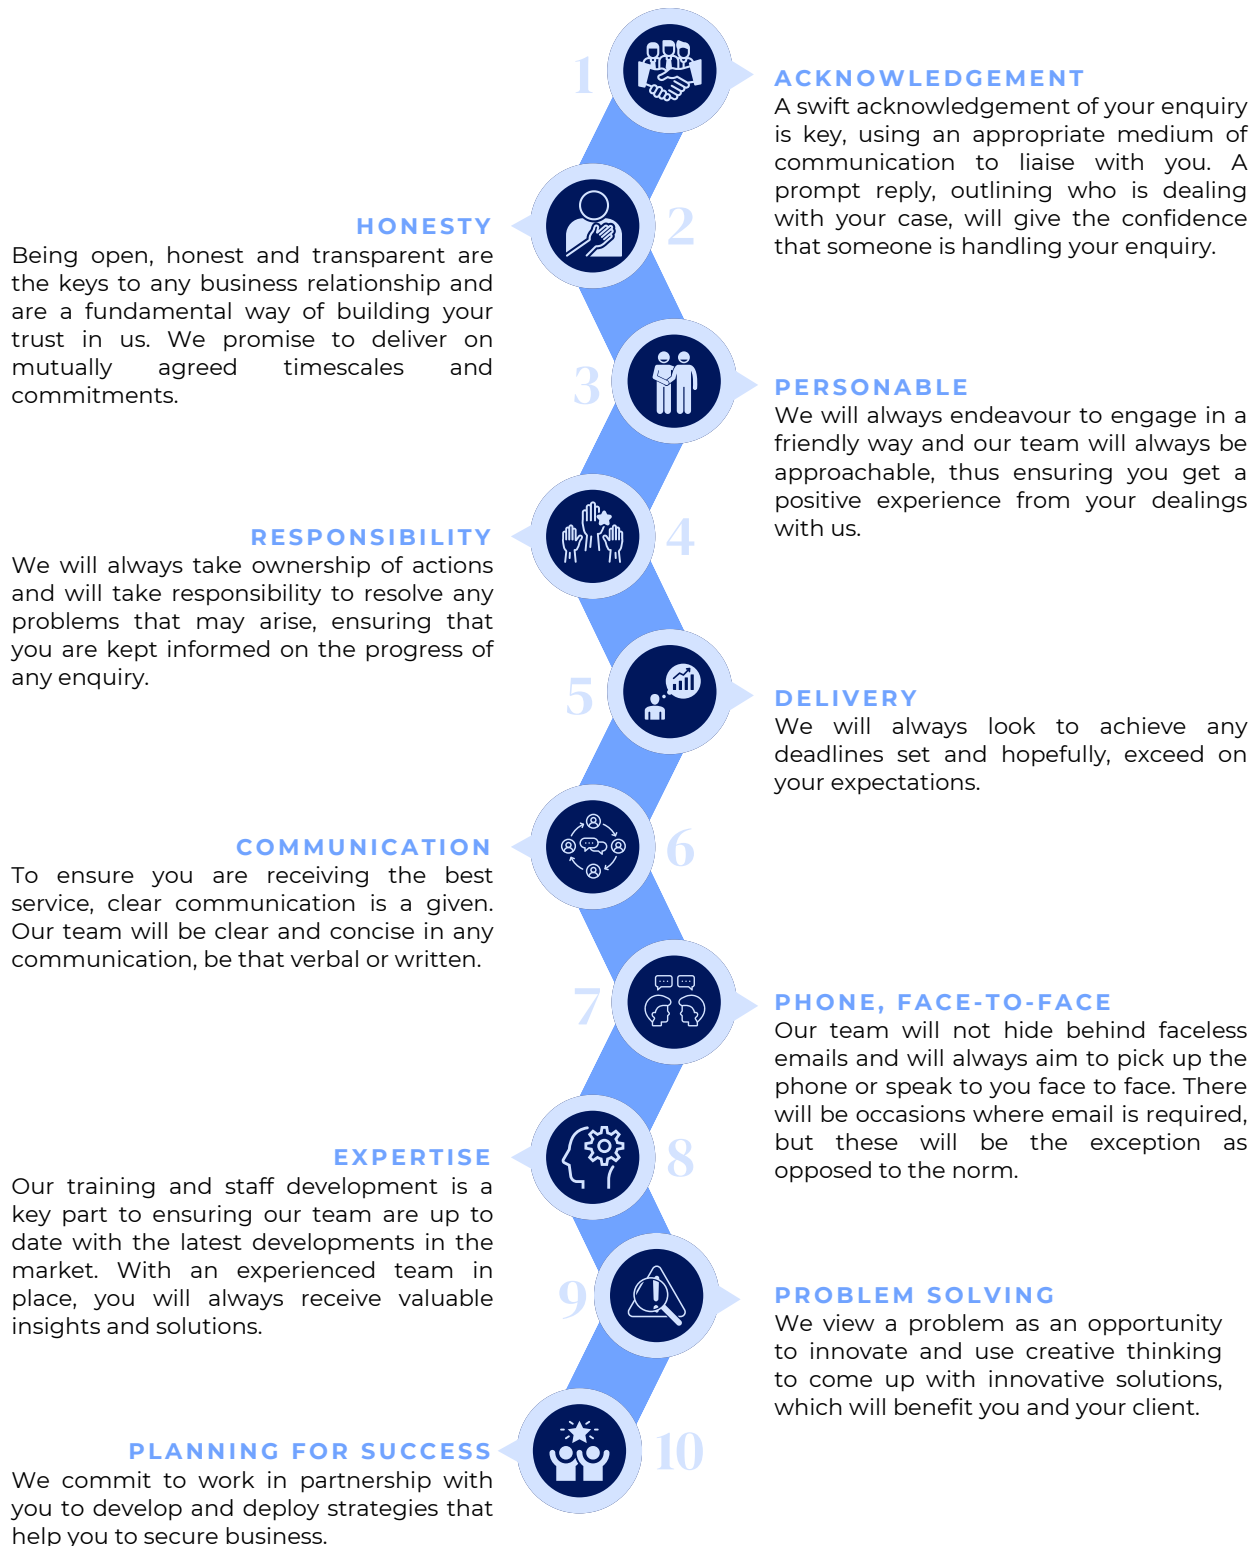 1
ACKNOWLEDGEMENT
A swift acknowledgement of your enquiry
is key, using an appropriate medium of
communication to liaise with you. A
prompt reply, outlining who is dealing
with your case, will give the confidence
that someone is handling your enquiry.
2
HONESTY
Being open, honest and transparent are
the keys to any business relationship and
are a fundamental way of building your
trust in us. We promise to deliver on
mutually agreed timescales and
commitments.
3
PERSONABLE
We will always endeavour to engage in a
friendly way and our team will always be
approachable, thus ensuring you get a
positive experience from your dealings
with us.
4
RESPONSIBILITY
We will always take ownership of actions
and will take responsibility to resolve any
problems that may arise, ensuring that
you are kept informed on the progress of
any enquiry.
5
DELIVERY
We will always look to achieve any
deadlines set and hopefully, exceed on
your expectations.
6
COMMUNICATION
To ensure you are receiving the best
service, clear communication is a given.
Our team will be clear and concise in any
communication, be that verbal or written.
7
PHONE, FACE-TO-FACE
Our team will not hide behind faceless
emails and will always aim to pick up the
phone or speak to you face to face. There
will be occasions where email is required,
but these will be the exception as
opposed to the norm.
8
EXPERTISE
Our training and staff development is a
key part to ensuring our team are up to
date with the latest developments in the
market. With an experienced team in
place, you will always receive valuable
insights and solutions.
9
PROBLEM SOLVING
We view a problem as an opportunity
to innovate and use creative thinking
to come up with innovative solutions,
which will benefit you and your client.
10
PLANNING FOR SUCCESS
We commit to work in partnership with
you to develop and deploy strategies that
help you to secure business.